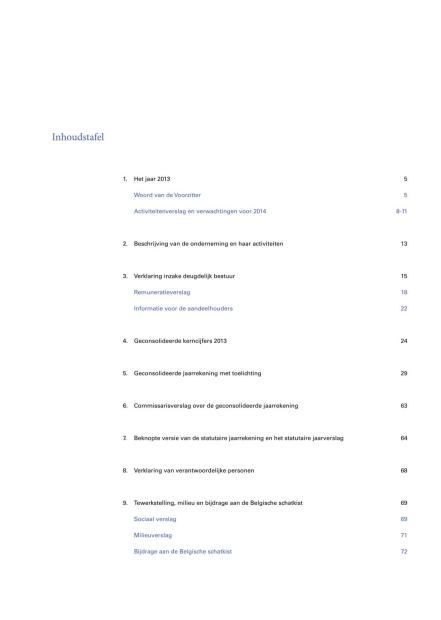 Inhoudstafel
1. Het jaar 2013 5
Woord van de Voorzitter 5
Activiteitenverslag en verwachtingen voor 2014 8-11
2. Beschrijving van de onderneming en haar activiteiten 13
3. Verklaring inzake deugdelijk bestuur 15
Remuneratieverslag 18
Informatie voor de aandeelhouders 22
4. Geconsolideerde kerncijfers 2013 24
5. Geconsolideerde jaarrekening met toelichting 29
6. Commissarisverslag over de geconsolideerde jaarrekening 63
7. Beknopte versie van de statutaire jaarrekening en het statutaire jaarverslag 64
8. Verklaring van verantwoordelijke personen 68
9. Tewerkstelling, milieu en bijdrage aan de Belgische schatkist 69
Sociaal verslag 69
Milieuverslag 71
Bijdrage aan de Belgische schatkist 72